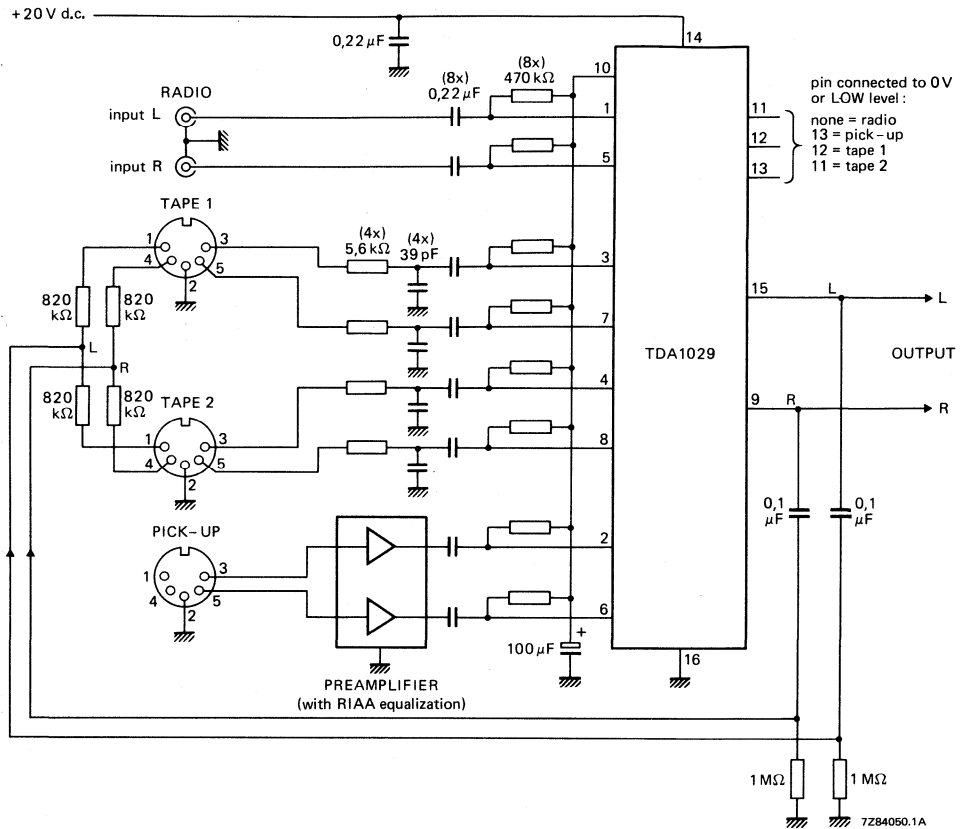 +20 V d.c.
0,22 µF
14
(8x)
0,22 µF
(8x)
470 kΩ
10
RADIO
input L
1
input R
5
11
12
13
pin connected to 0 V
or LOW level :
none = radio
13 = pick-up
12 = tape 1
11 = tape 2
TAPE 1
1
3
4
5
2
(4x)
5,6 kΩ
(4x)
39 pF
3
7
820
kΩ
820
kΩ
L
R
820
kΩ
820
kΩ
TAPE 2
1
3
4
5
2
4
8
TDA1029
15
L
L
OUTPUT
9
R
R
0,1
µF
0,1
µF
PICK-UP
1
3
4
5
2
2
6
100 µF
+
16
PREAMPLIFIER
(with RIAA equalization)
1 MΩ
1 MΩ
7Z84050.1A